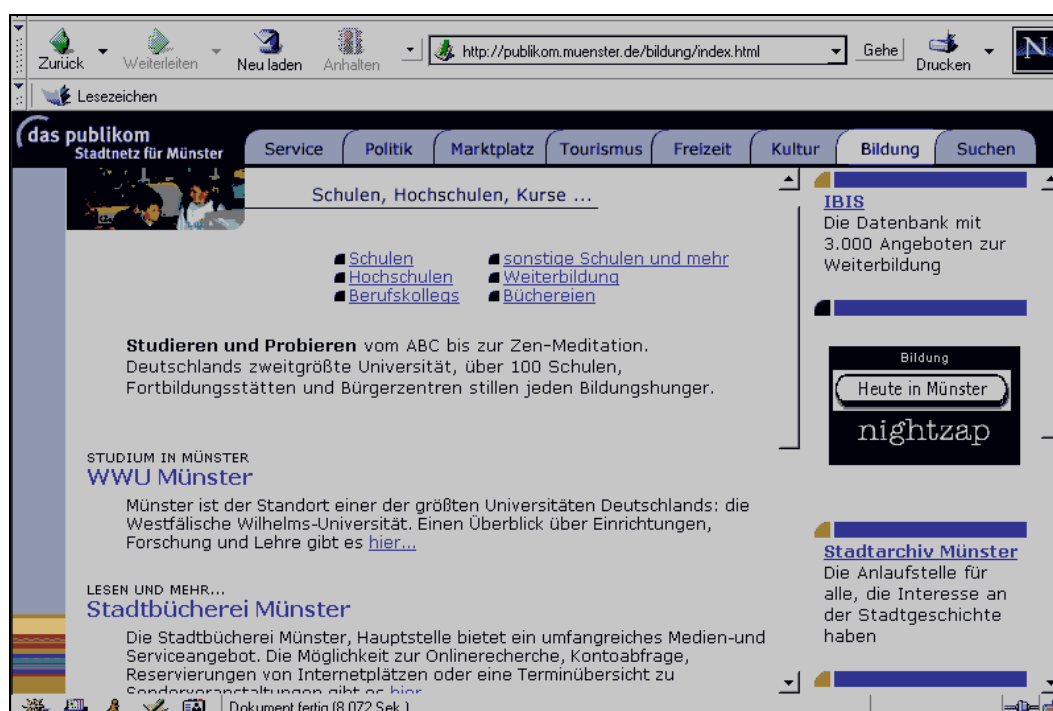 Zurück Weiterleiten Neu laden Anhalten http://publikom.muenster.de/bildung/index.html Gehe Drucken N
Lesezeichen
das publikom
Stadtnetz für Münster
Service Politik Marktplatz Tourismus Freizeit Kultur Bildung Suchen
Schulen, Hochschulen, Kurse ...
Schulen sonstige Schulen und mehr
Hochschulen Weiterbildung
Berufskollegs Büchereien
Studieren und Probieren vom ABC bis zur Zen-Meditation.
Deutschlands zweitgrößte Universität, über 100 Schulen,
Fortbildungsstätten und Bürgerzentren stillen jeden Bildungshunger.
STUDIUM IN MÜNSTER
WWU Münster
Münster ist der Standort einer der größten Universitäten Deutschlands: die
Westfälische Wilhelms-Universität. Einen Überblick über Einrichtungen,
Forschung und Lehre gibt es hier...
LESEN UND MEHR...
Stadtbücherei Münster
Die Stadtbücherei Münster, Hauptstelle bietet ein umfangreiches Medien-und
Serviceangebot. Die Möglichkeit zur Onlinerecherche, Kontoabfrage,
Reservierungen von Internetplätzen oder eine Terminübersicht zu
Sonderveranstaltungen gibt es hier
IBIS
Die Datenbank mit
3.000 Angeboten zur
Weiterbildung
Bildung
Heute in Münster
nightzap
Stadtarchiv Münster
Die Anlaufstelle für
alle, die Interesse an
der Stadtgeschichte
haben
Dokument fertig (8.072 Sek.)